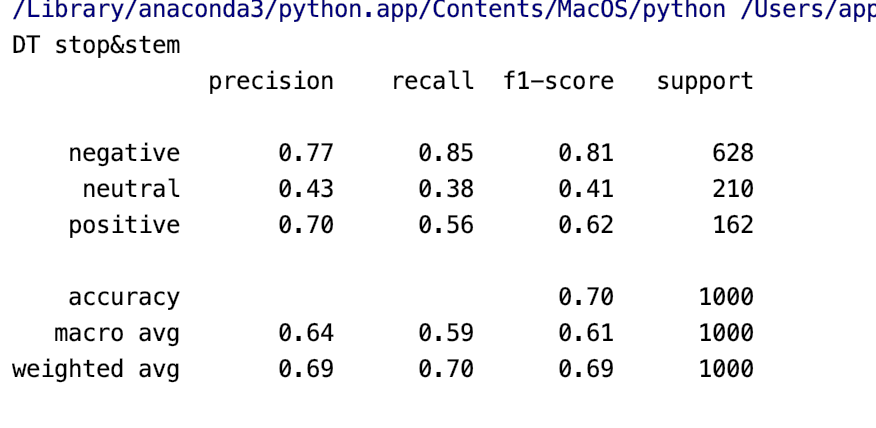 /Library/anaconda3/python.app/Contents/MacOS/python /Users/app
DT stop&stem
precision recall f1-score support
negative 0.77 0.85 0.81 628
neutral 0.43 0.38 0.41 210
positive 0.70 0.56 0.62 162
accuracy 0.70 1000
macro avg 0.64 0.59 0.61 1000
weighted avg 0.69 0.70 0.69 1000